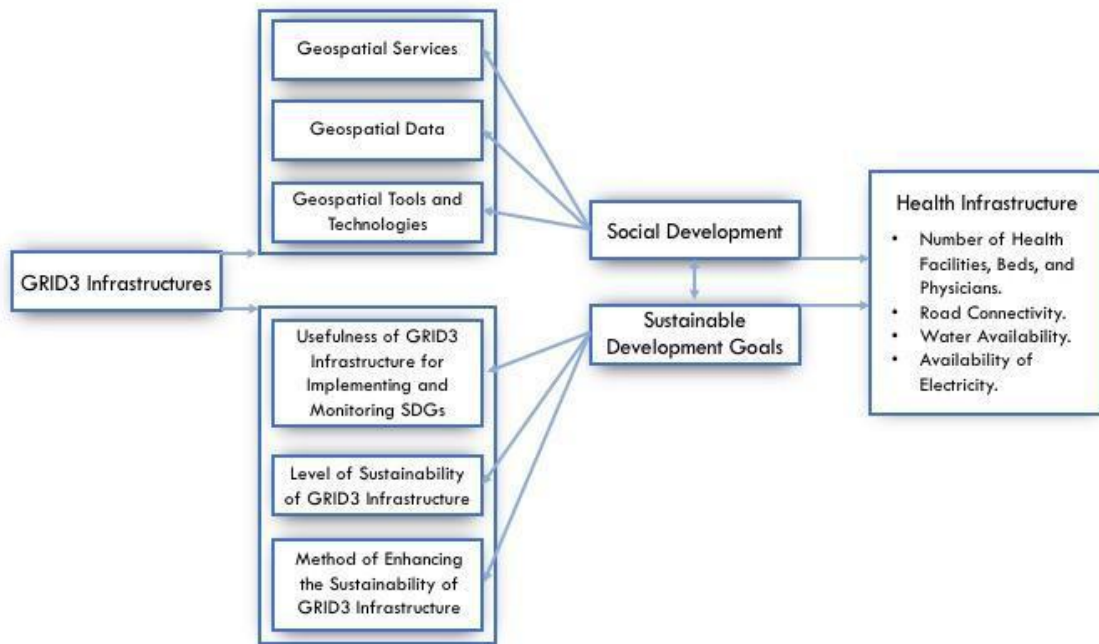 Geospatial Services
Geospatial Data
Geospatial Tools and
Technologies
GRID3 Infrastructures
Usefulness of GRID3
Infrastructure for
Implementing and
Monitoring SDGs
Level of Sustainability
of GRID3 Infrastructure
Method of Enhancing
the Sustainability of
GRID3 Infrastructure
Social Development
Sustainable
Development Goals
Health Infrastructure
• Number of Health
Facilities, Beds, and
Physicians.
• Road Connectivity.
• Water Availability.
• Availability of
Electricity.